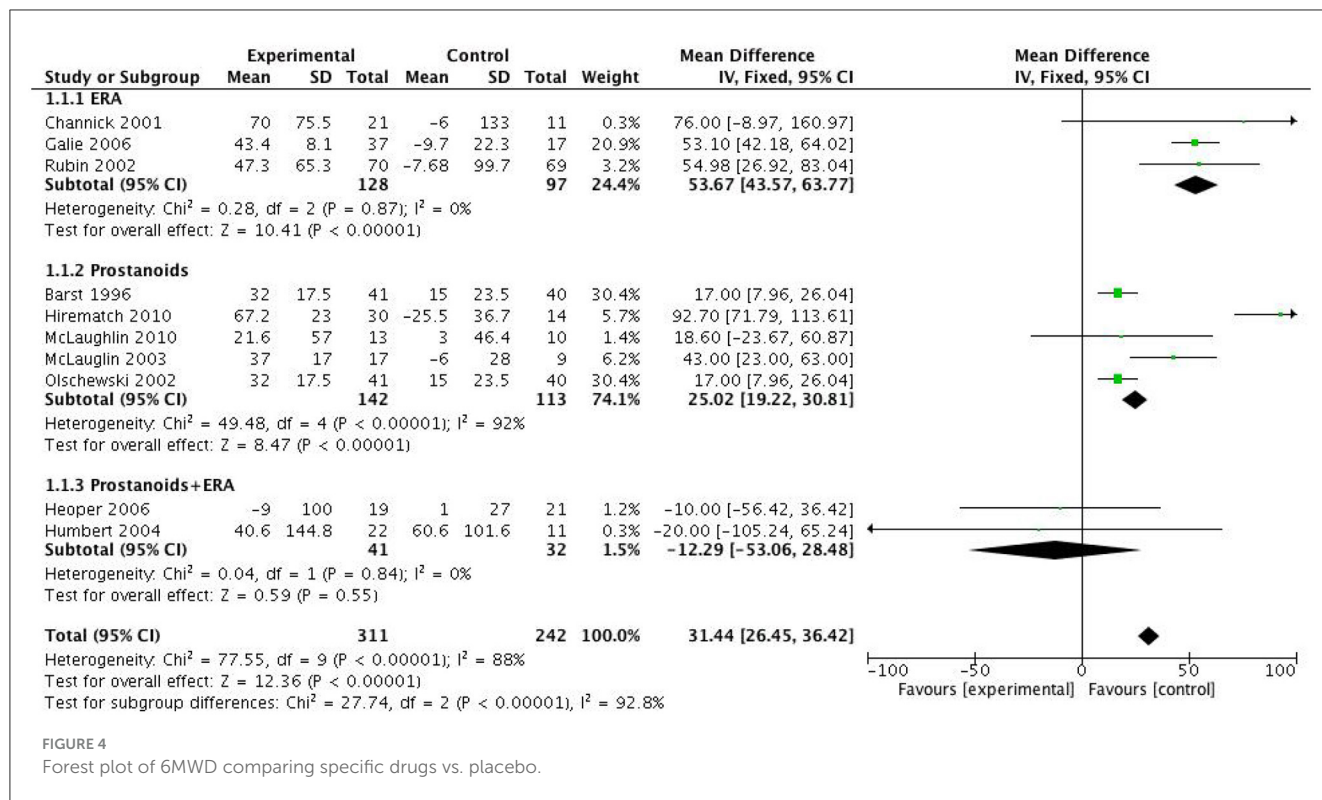 Experimental Control Mean Difference Mean Difference
Study or Subgroup Mean SD Total Mean SD Total Weight IV, Fixed, 95% CI IV, Fixed, 95% CI
1.1.1 ERA
Channick 2001 70 75.5 21 -6 133 11 0.3% 76.00 [-8.97, 160.97]
Galie 2006 43.4 8.1 37 -9.7 22.3 17 20.9% 53.10 [42.18, 64.02]
Rubin 2002 47.3 65.3 70 -7.68 99.7 69 3.2% 54.98 [26.92, 83.04]
Subtotal (95% CI) 128 97 24.4% 53.67 [43.57, 63.77]
Heterogeneity: Chi² = 0.28, df = 2 (P = 0.87); I² = 0%
Test for overall effect: Z = 10.41 (P < 0.00001)
1.1.2 Prostanoids
Barst 1996 32 17.5 41 15 23.5 40 30.4% 17.00 [7.96, 26.04]
Hirematch 2010 67.2 23 30 -25.5 36.7 14 5.7% 92.70 [71.79, 113.61]
McLaughlin 2010 21.6 57 13 3 46.4 10 1.4% 18.60 [-23.67, 60.87]
McLauglin 2003 37 17 17 -6 28 9 6.2% 43.00 [23.00, 63.00]
Olschewski 2002 32 17.5 41 15 23.5 40 30.4% 17.00 [7.96, 26.04]
Subtotal (95% CI) 142 113 74.1% 25.02 [19.22, 30.81]
Heterogeneity: Chi² = 49.48, df = 4 (P < 0.00001); I² = 92%
Test for overall effect: Z = 8.47 (P < 0.00001)
1.1.3 Prostanoids+ERA
Heoper 2006 -9 100 19 1 27 21 1.2% -10.00 [-56.42, 36.42]
Humbert 2004 40.6 144.8 22 60.6 101.6 11 0.3% -20.00 [-105.24, 65.24]
Subtotal (95% CI) 41 32 1.5% -12.29 [-53.06, 28.48]
Heterogeneity: Chi² = 0.04, df = 1 (P = 0.84); I² = 0%
Test for overall effect: Z = 0.59 (P = 0.55)
Total (95% CI) 311 242 100.0% 31.44 [26.45, 36.42]
Heterogeneity: Chi² = 77.55, df = 9 (P < 0.00001); I² = 88%
Test for overall effect: Z = 12.36 (P < 0.00001)
Test for subgroup differences: Chi² = 27.74, df = 2 (P < 0.00001), I² = 92.8%
-100 -50 0 50 100
Favours [experimental] Favours [control]
FIGURE 4
Forest plot of 6MWD comparing specific drugs vs. placebo.